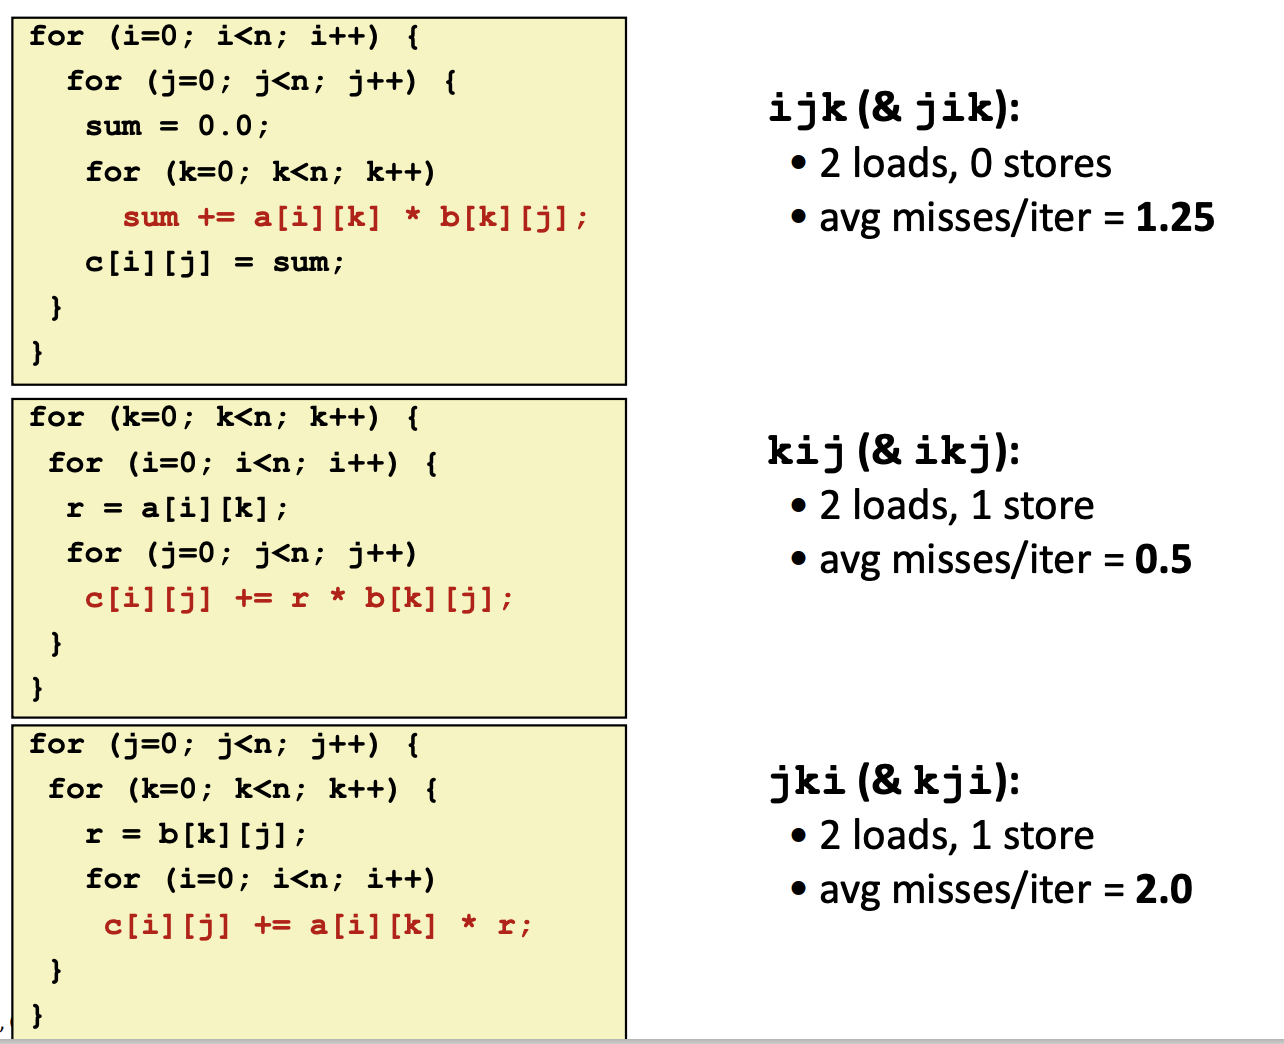 for (i=0; i<n; i++) {
for (j=0; j<n; j++) {
sum = 0.0;
for (k=0; k<n; k++)
sum += a[i][k] * b[k][j];
c[i][j] = sum;
}
}
ijk (& jik):
• 2 loads, 0 stores
• avg misses/iter = 1.25
for (k=0; k<n; k++) {
for (i=0; i<n; i++) {
r = a[i][k];
for (j=0; j<n; j++)
c[i][j] += r * b[k][j];
}
}
kij (& ikj):
• 2 loads, 1 store
• avg misses/iter = 0.5
for (j=0; j<n; j++) {
for (k=0; k<n; k++) {
r = b[k][j];
for (i=0; i<n; i++)
c[i][j] += a[i][k] * r;
}
}
jki (& kji):
• 2 loads, 1 store
• avg misses/iter = 2.0